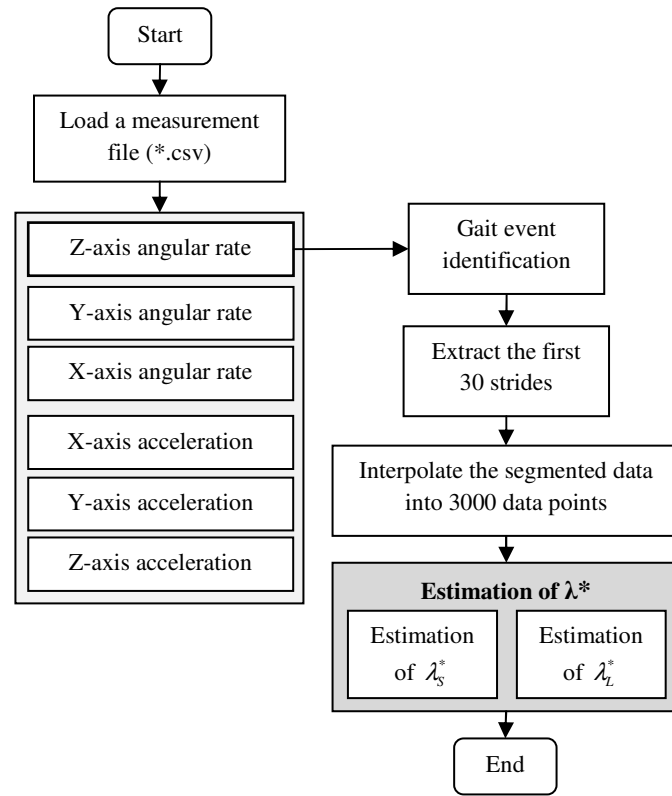 Start
Load a measurement
file (*.csv)
Z-axis angular rate
Y-axis angular rate
X-axis angular rate
X-axis acceleration
Y-axis acceleration
Z-axis acceleration
Gait event
identification
Extract the first
30 strides
Interpolate the segmented data
into 3000 data points
Estimation of λ*
Estimation
of λ_S^*
Estimation
of λ_L^*
End